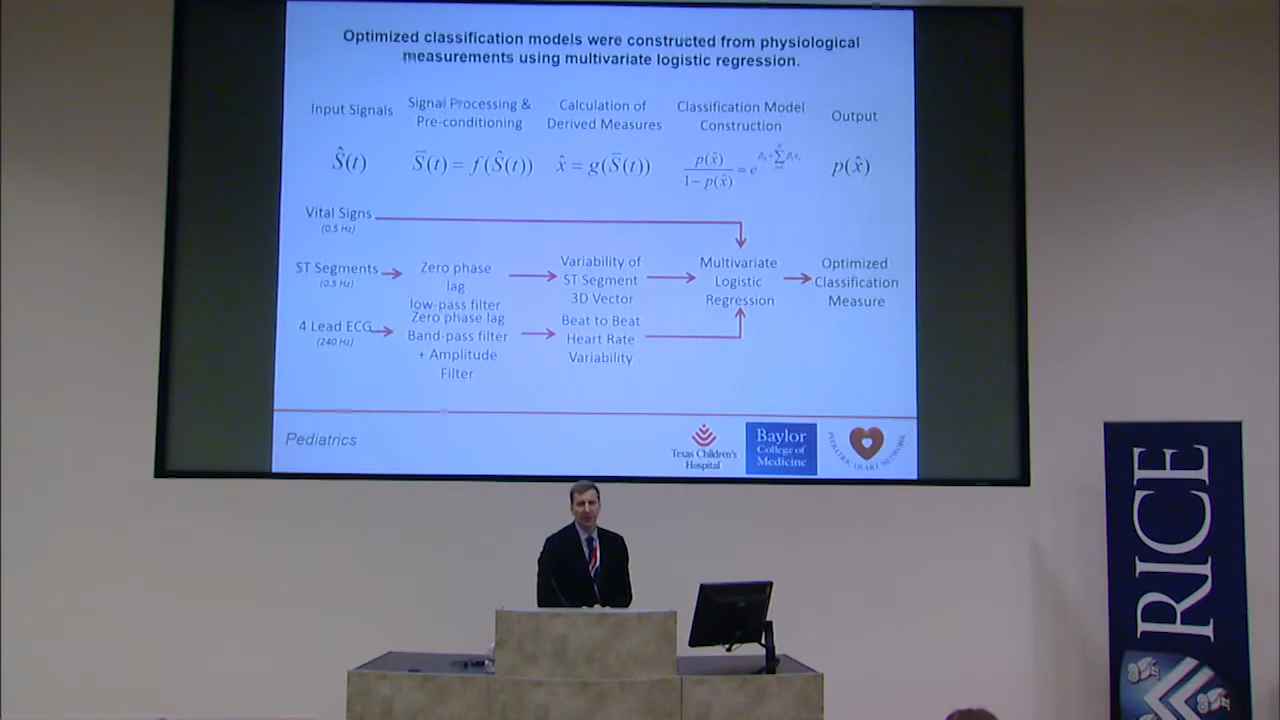 Optimized classification models were constructed from physiological
measurements using multivariate logistic regression.
Input Signals
Signal Processing &
Pre-conditioning
Calculation of
Derived Measures
Classification Model
Construction
Output
Ŝ(t)
S̄(t) = f(Ŝ(t))
x̂ = g(S̄(t))
p(x̂)
1− p(x̂)
= e
p(x̂)
Vital Signs
(0.5 Hz)
ST Segments
(0.5 Hz)
Zero phase
lag
low-pass filter
Variability of
ST Segment
3D Vector
Multivariate
Logistic
Regression
Optimized
Classification
Measure
4 Lead ECG
(240 Hz)
Zero phase lag
Band-pass filter
+ Amplitude
Filter
Beat to Beat
Heart Rate
Variability
Pediatrics
Texas Children's
Hospital
Baylor
College of
Medicine
PEDIATRIC HEART NETWORK
RICE